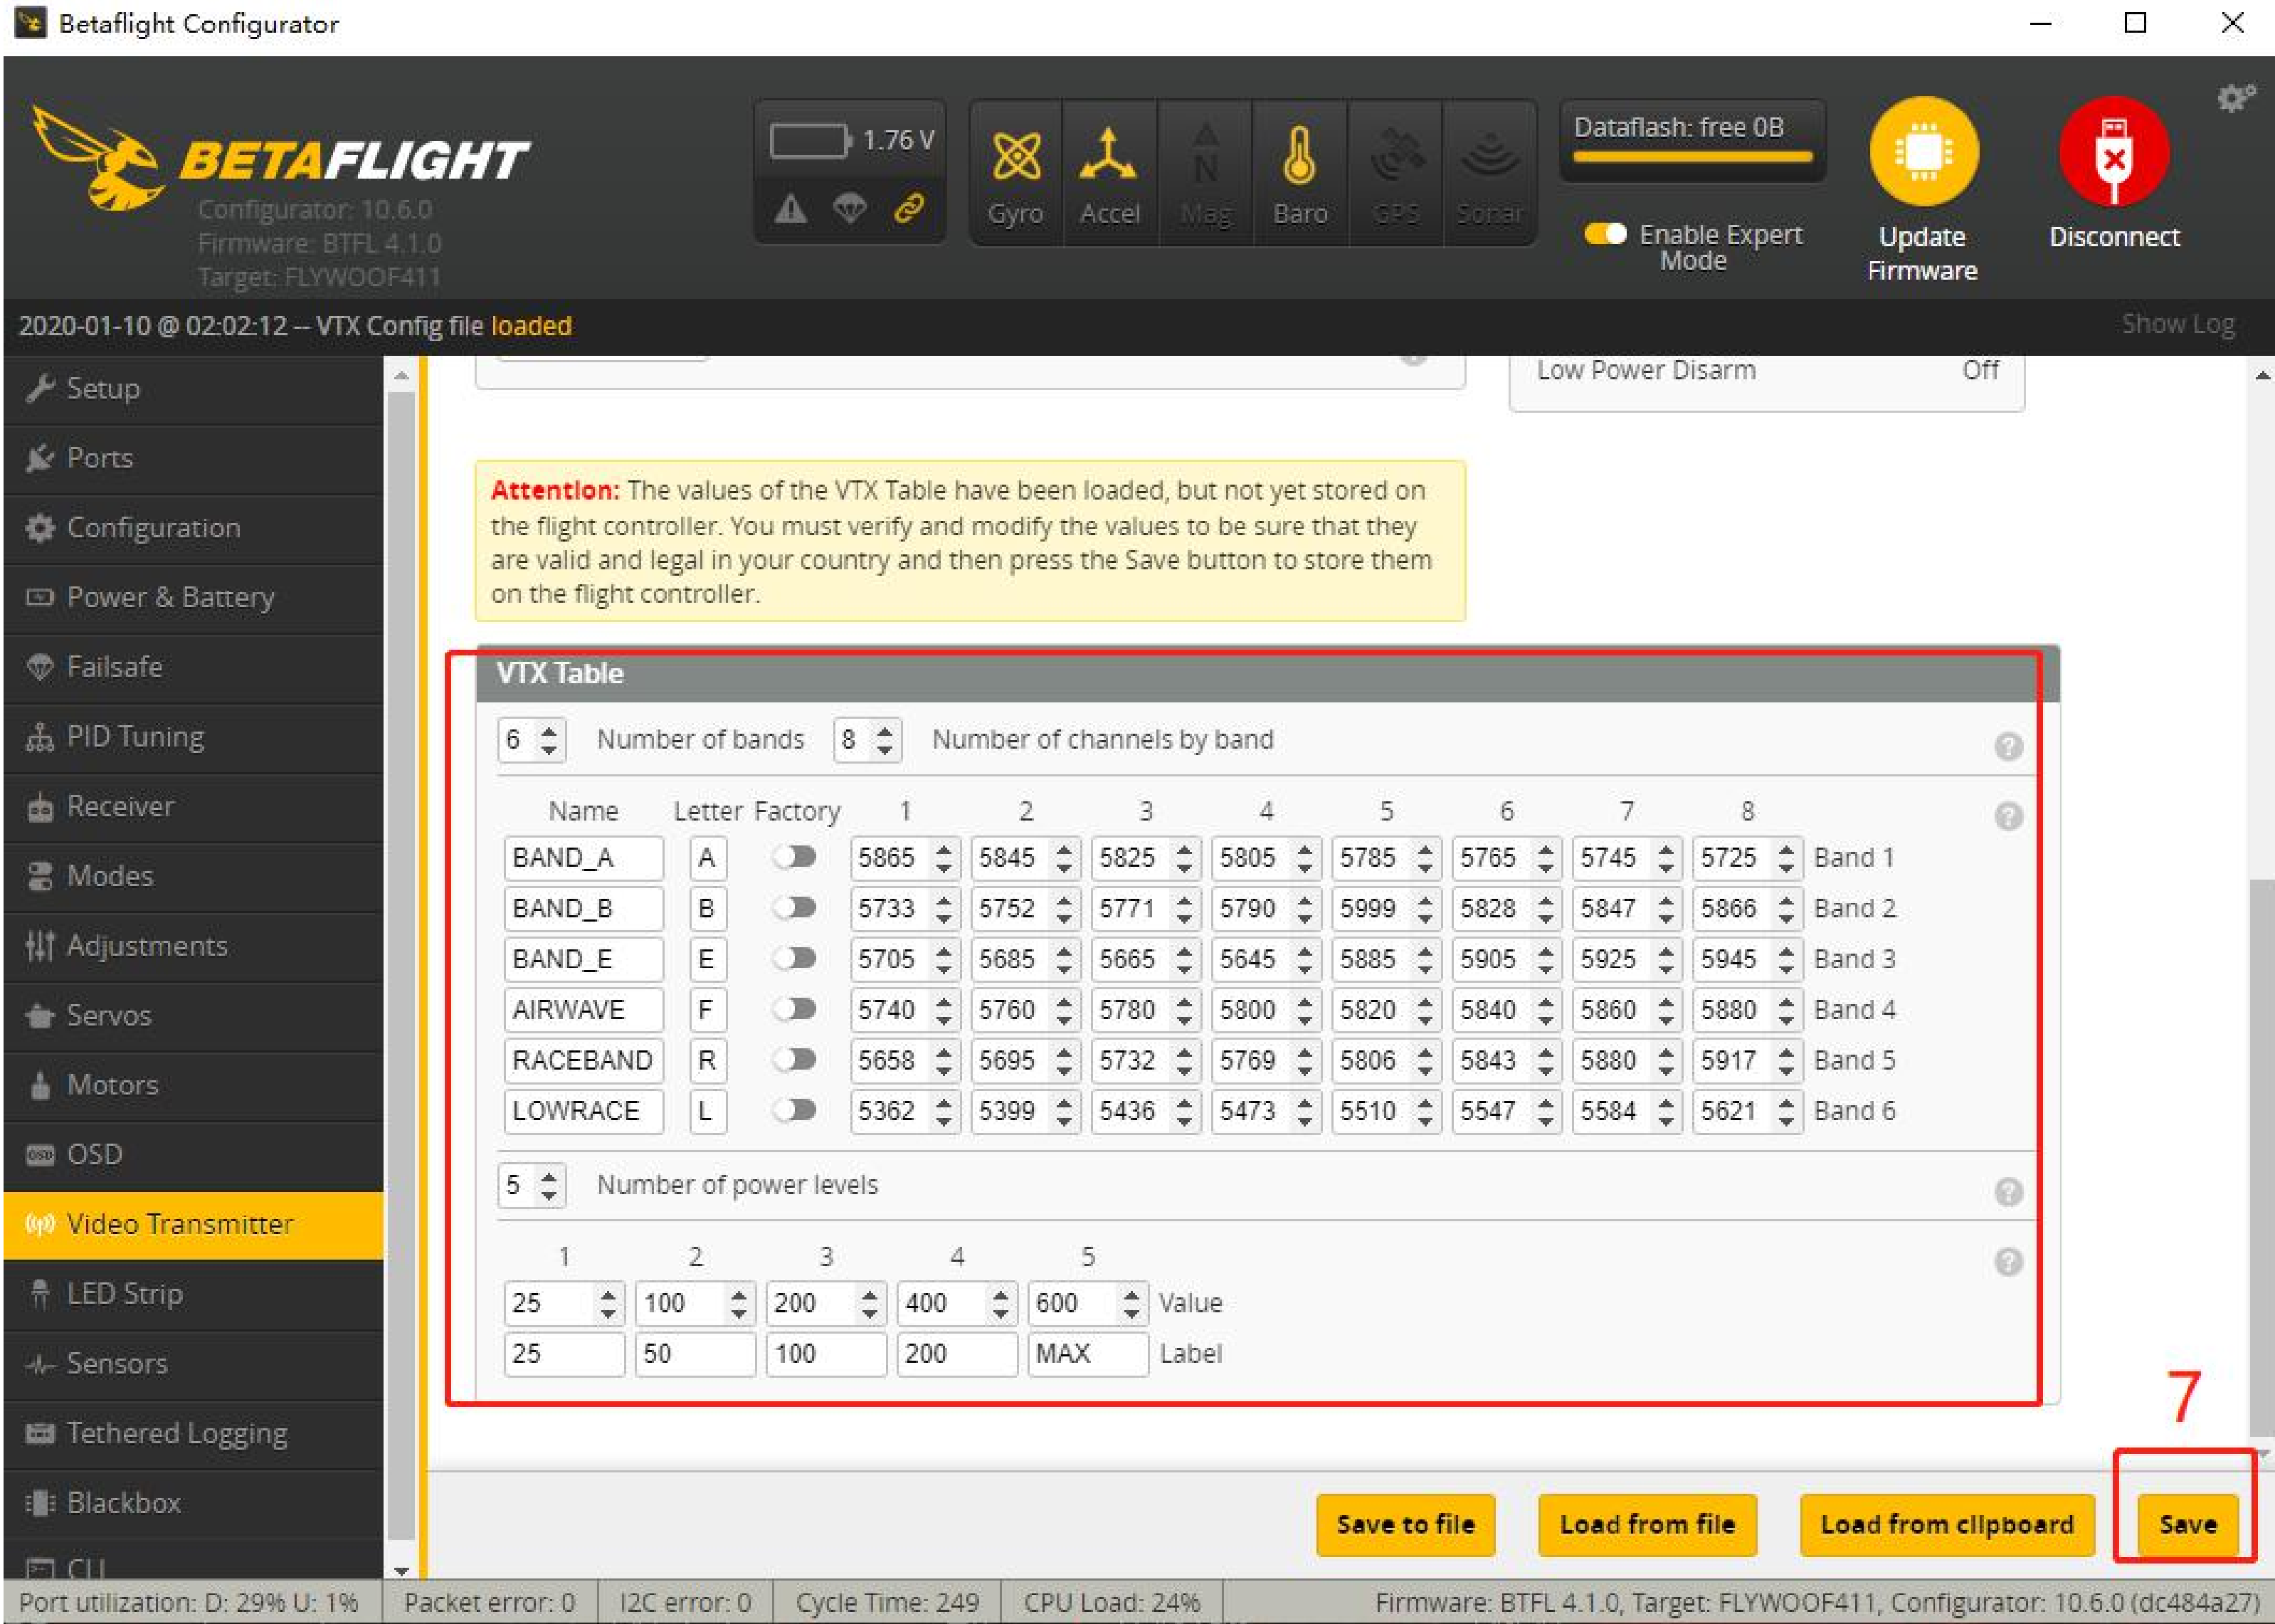 Betaflight Configurator
BETAFLIGHT
Configurator: 10.6.0
Firmware: BTFL 4.1.0
Target: FLYWOOF411
1.76 V
Gyro
Accel
Mag
Baro
GPS
Sonar
Dataflash: free 0B
Enable Expert
Mode
Update
Firmware
Disconnect
2020-01-10 @ 02:02:12 -- VTX Config file loaded
Show Log
Setup
Ports
Configuration
Power & Battery
Failsafe
PID Tuning
Receiver
Modes
Adjustments
Servos
Motors
OSD
Video Transmitter
LED Strip
Sensors
Tethered Logging
Blackbox
CLI
Low Power Disarm Off
Attention: The values of the VTX Table have been loaded, but not yet stored on
the flight controller. You must verify and modify the values to be sure that they
are valid and legal in your country and then press the Save button to store them
on the flight controller.
VTX Table
6 Number of bands 8 Number of channels by band
Name Letter Factory 1 2 3 4 5 6 7 8
BAND_A A 5865 5845 5825 5805 5785 5765 5745 5725 Band 1
BAND_B B 5733 5752 5771 5790 5999 5828 5847 5866 Band 2
BAND_E E 5705 5685 5665 5645 5885 5905 5925 5945 Band 3
AIRWAVE F 5740 5760 5780 5800 5820 5840 5860 5880 Band 4
RACEBAND R 5658 5695 5732 5769 5806 5843 5880 5917 Band 5
LOWRACE L 5362 5399 5436 5473 5510 5547 5584 5621 Band 6
5 Number of power levels
1 2 3 4 5
25 100 200 400 600 Value
25 50 100 200 MAX Label
7
Save to file
Load from file
Load from clipboard
Save
Port utilization: D: 29% U: 1%
Packet error: 0
I2C error: 0
Cycle Time: 249
CPU Load: 24%
Firmware: BTFL 4.1.0, Target: FLYWOOF411, Configurator: 10.6.0 (dc484a27)